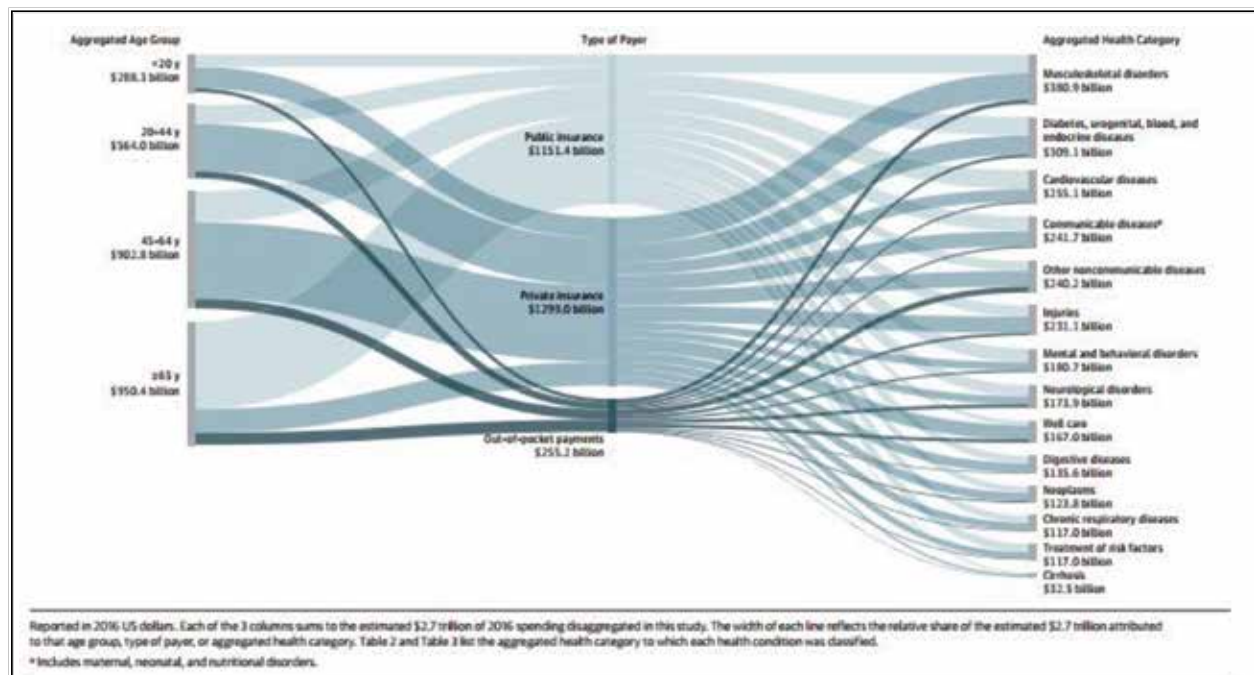 Aggregated Age Group
Type of Payer
Aggregated Health Category
<20 y
$288.3 billion
20-44 y
$564.0 billion
45-64 y
$902.8 billion
≥65 y
$950.4 billion
Public insurance
$1151.4 billion
Private insurance
$1299.0 billion
Out-of-pocket payments
$255.2 billion
Musculoskeletal disorders
$380.9 billion
Diabetes, urogenital, blood, and
endocrine diseases
$309.1 billion
Cardiovascular diseases
$255.1 billion
Communicable diseases*
$241.7 billion
Other noncommunicable diseases
$240.2 billion
Injuries
$231.1 billion
Mental and behavioral disorders
$180.7 billion
Neurological disorders
$173.9 billion
Well care
$167.0 billion
Digestive diseases
$135.6 billion
Neoplasms
$123.8 billion
Chronic respiratory diseases
$117.0 billion
Treatment of risk factors
$117.0 billion
Cirrhosis
$32.5 billion
Reported in 2016 US dollars. Each of the 3 columns sums to the estimated $2.7 trillion of 2016 spending disaggregated in this study. The width of each line reflects the relative share of the estimated $2.7 trillion attributed
to that age group, type of payer, or aggregated health category. Table 2 and Table 3 list the aggregated health category to which each health condition was classified.
* Includes maternal, neonatal, and nutritional disorders.